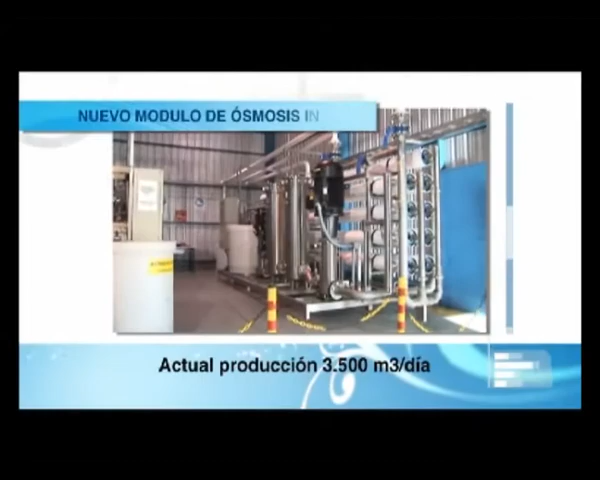 NUEVO MODULO DE ÓSMOSIS IN
Actual producción 3.500 m3/día